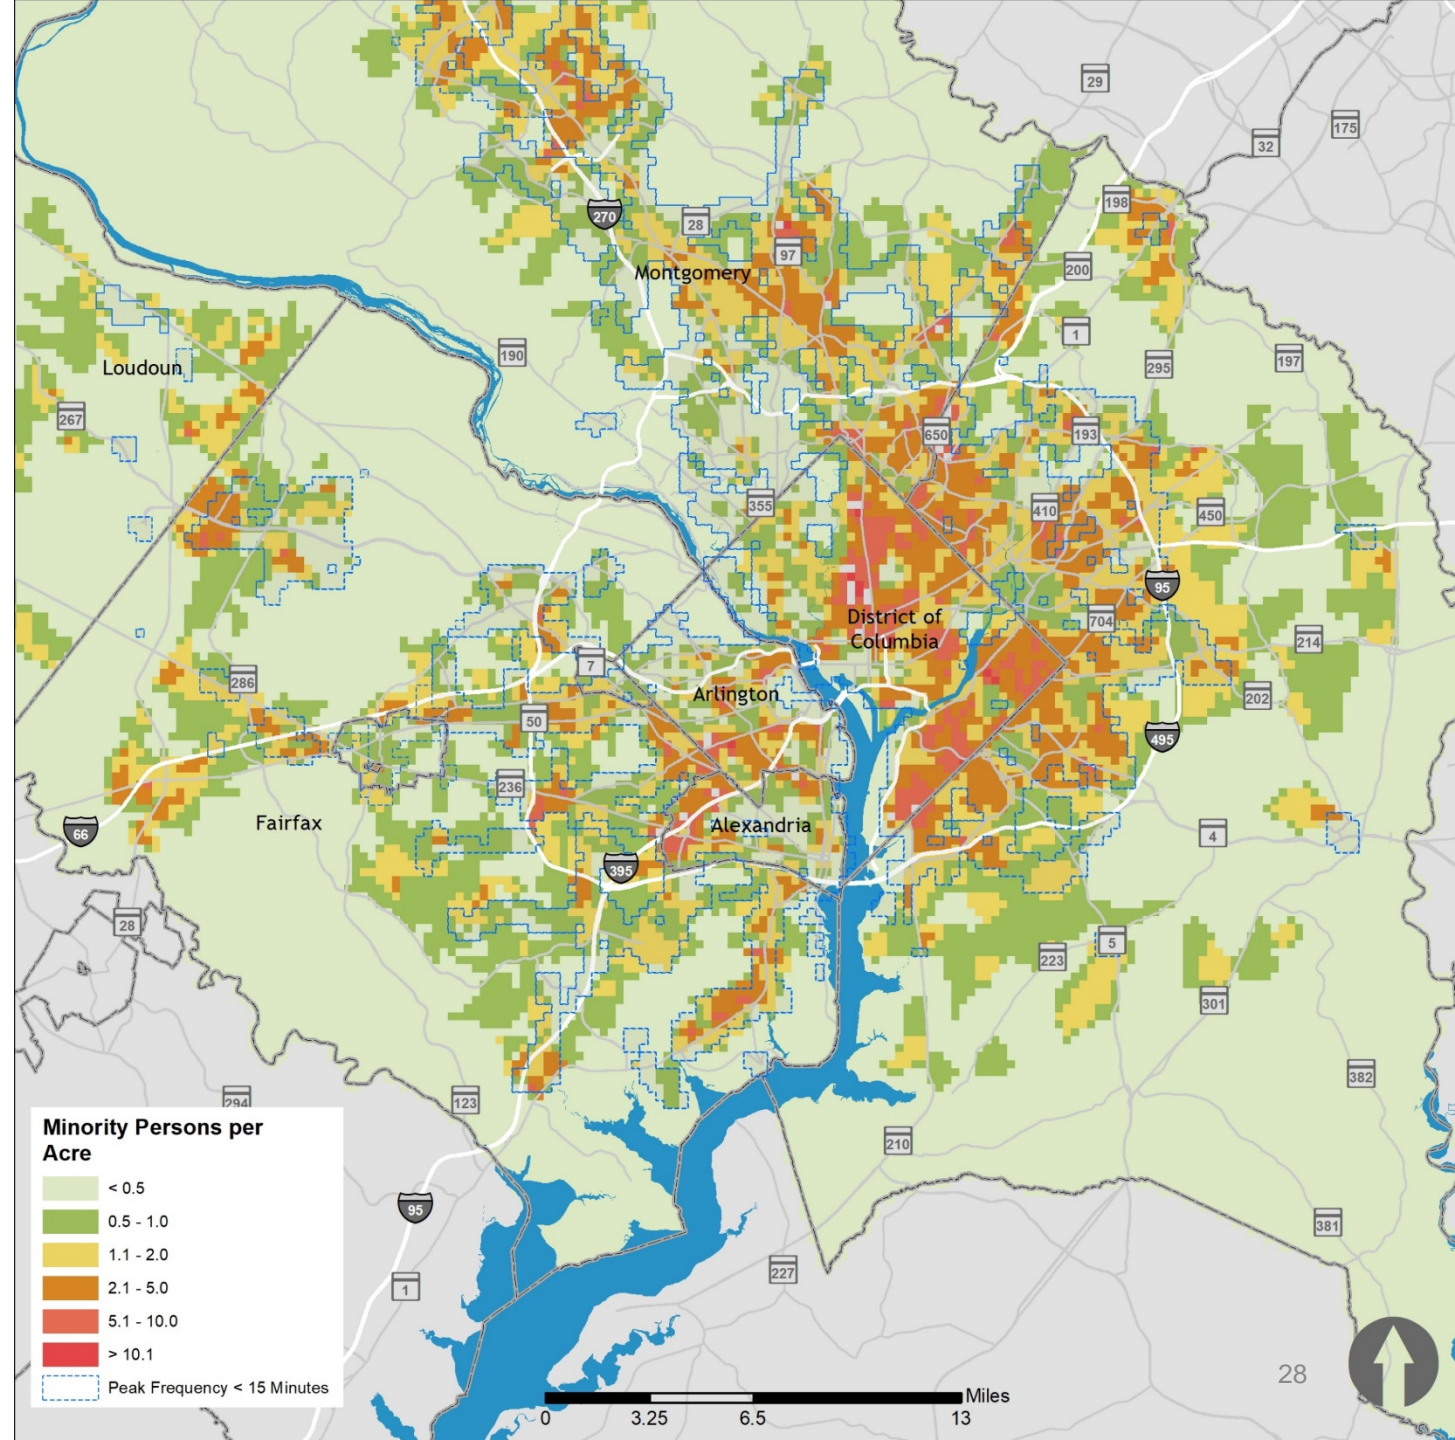 29
175
32
198
270
28
97
Montgomery
200
1
190
295
197
Loudoun
267
650
193
355
410
450
95
District of
Columbia
704
214
7
286
Arlington
202
50
495
236
Fairfax
Alexandria
66
4
395
28
5
223
301
382
294
123
210
95
381
227
1
Minority Persons per
Acre
< 0.5
0.5 - 1.0
1.1 - 2.0
2.1 - 5.0
5.1 - 10.0
> 10.1
Peak Frequency < 15 Minutes
28
Miles
0 3.25 6.5 13